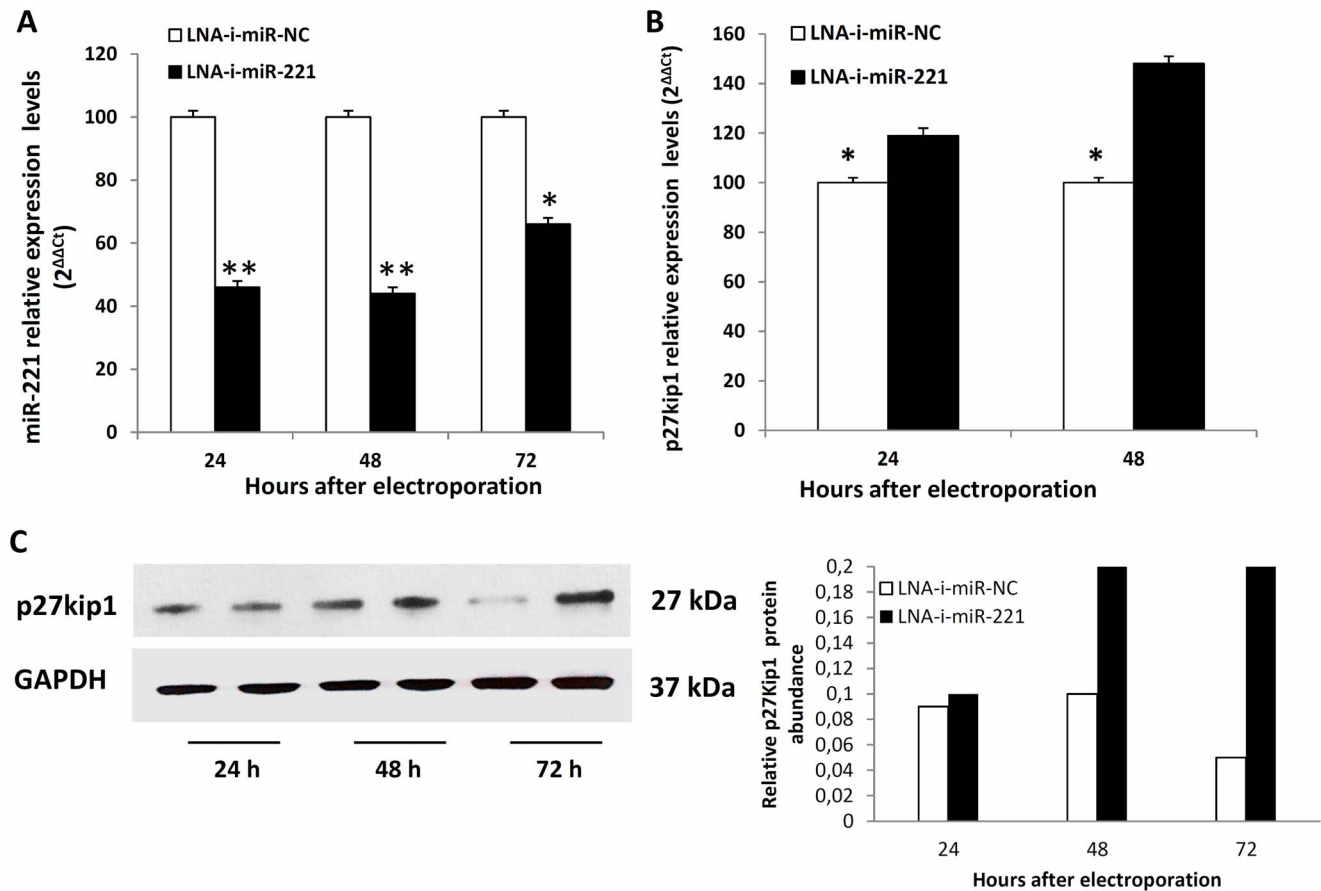 A
LNA-i-miR-NC
LNA-i-miR-221
miR-221 relative expression levels
(2ΔΔCt)
120
100
80
60
40
20
0
**
**
*
24 48 72
Hours after electroporation
B
LNA-i-miR-NC
LNA-i-miR-221
p27kip1 relative expression levels (2ΔΔCt)
160
140
120
100
80
60
40
20
0
*
*
24 48
Hours after electroporation
C
p27kip1
27 kDa
GAPDH
37 kDa
24 h 48 h 72 h
Relative p27Kip1 protein
abundance
0,2
0,18
0,16
0,14
0,12
0,1
0,08
0,06
0,04
0,02
0
LNA-i-miR-NC
LNA-i-miR-221
24 48 72
Hours after electroporation